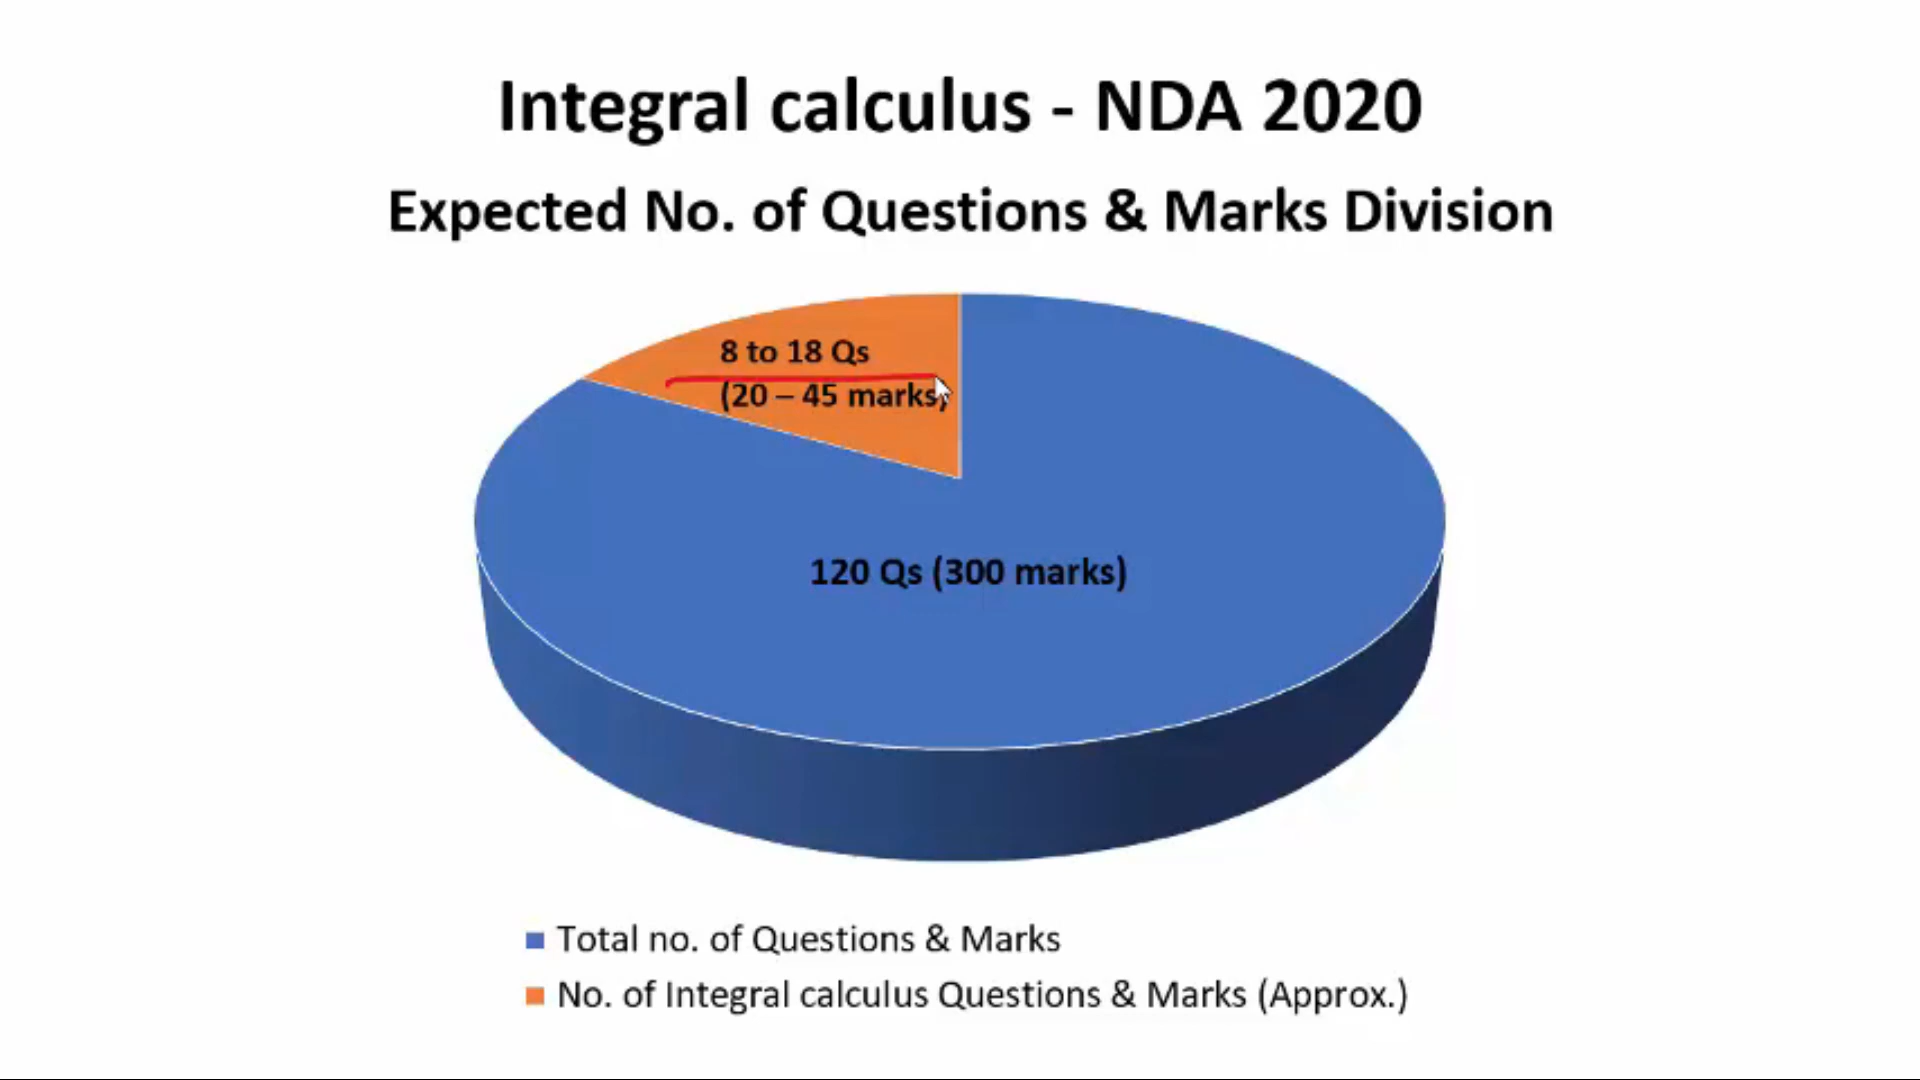 Integral calculus - NDA 2020
Expected No. of Questions & Marks Division
8 to 18 Qs
(20 – 45 marks)
120 Qs (300 marks)
Total no. of Questions & Marks
No. of Integral calculus Questions & Marks (Approx.)